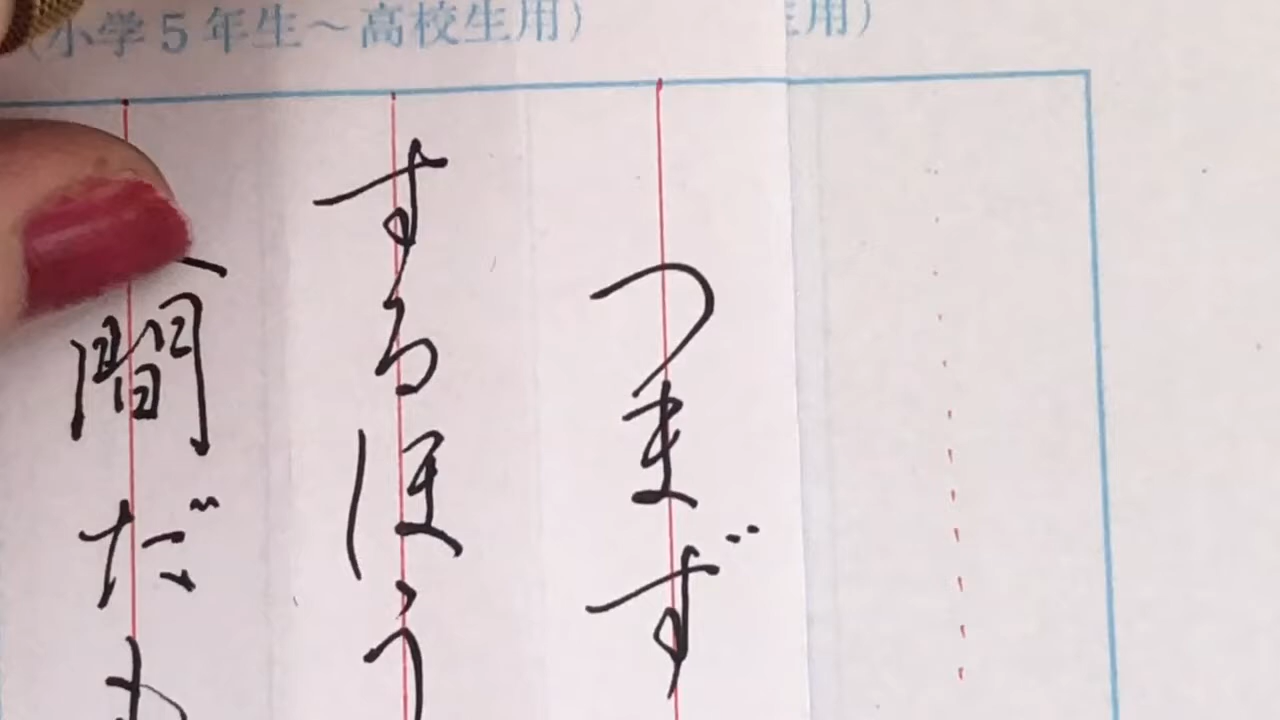 (小学5年生～高校生用)
生用)
つまず
するほう
人間だ